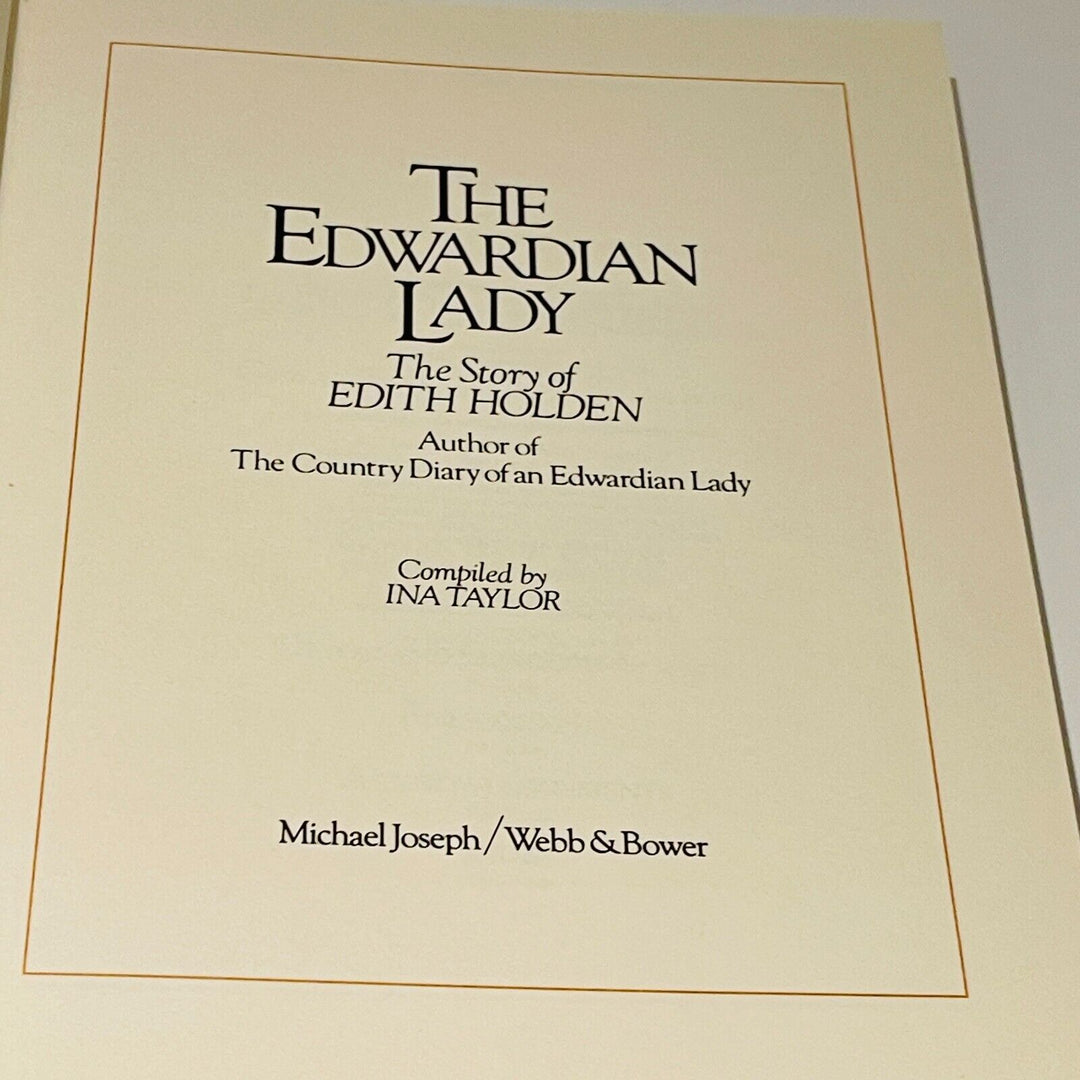 THE
EDWARDIAN
LADY
The Story of
EDITH HOLDEN
Author of
The Country Diary of an Edwardian Lady
Compiled by
INA TAYLOR
Michael Joseph/Webb & Bower